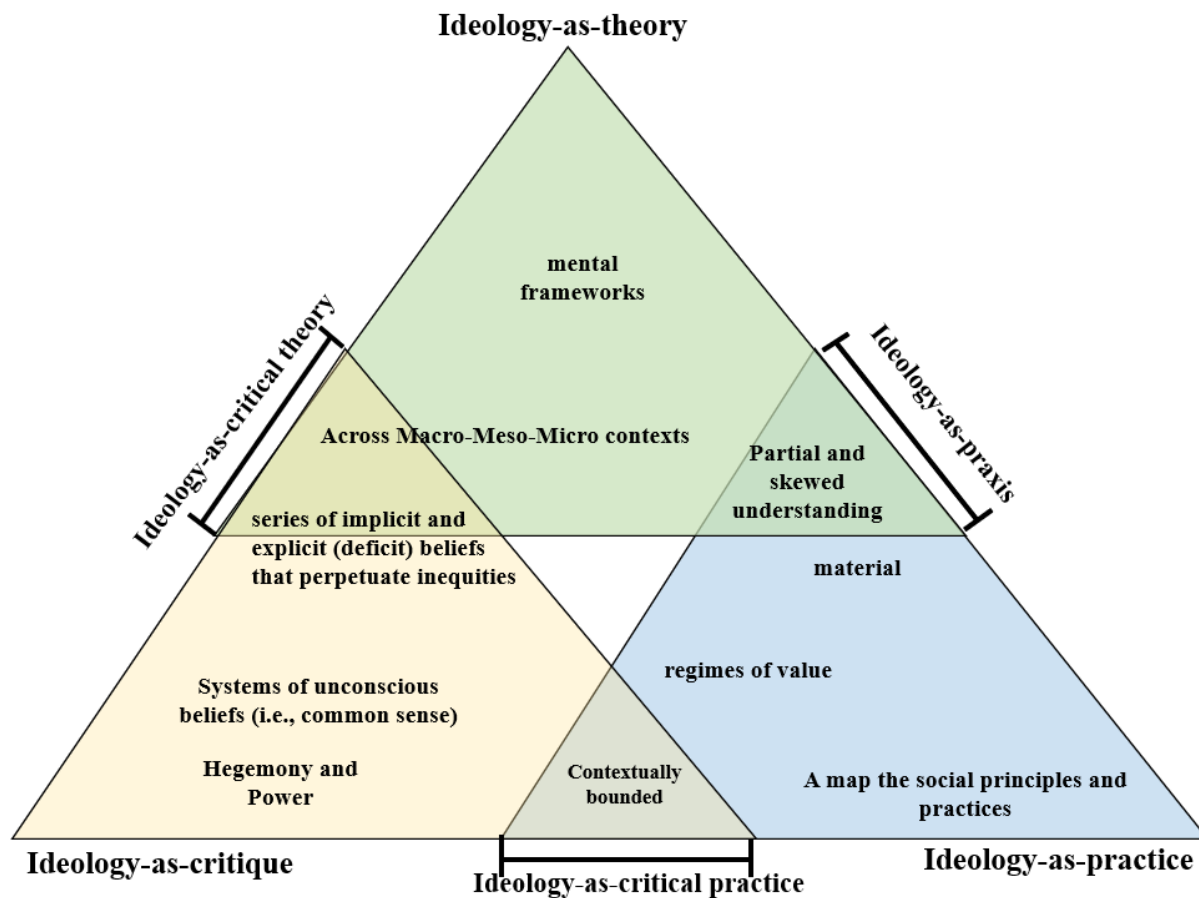 Ideology-as-theory
mental
frameworks
Ideology-as-critical theory
Ideology-as-praxis
Across Macro-Meso-Micro contexts
Partial and
skewed
understanding
series of implicit and
explicit (deficit) beliefs
that perpetuate inequities
material
regimes of value
Systems of unconscious
beliefs (i.e., common sense)
Hegemony and
Power
Contextually
bounded
A map the social principles and
practices
Ideology-as-critique
Ideology-as-critical practice
Ideology-as-practice